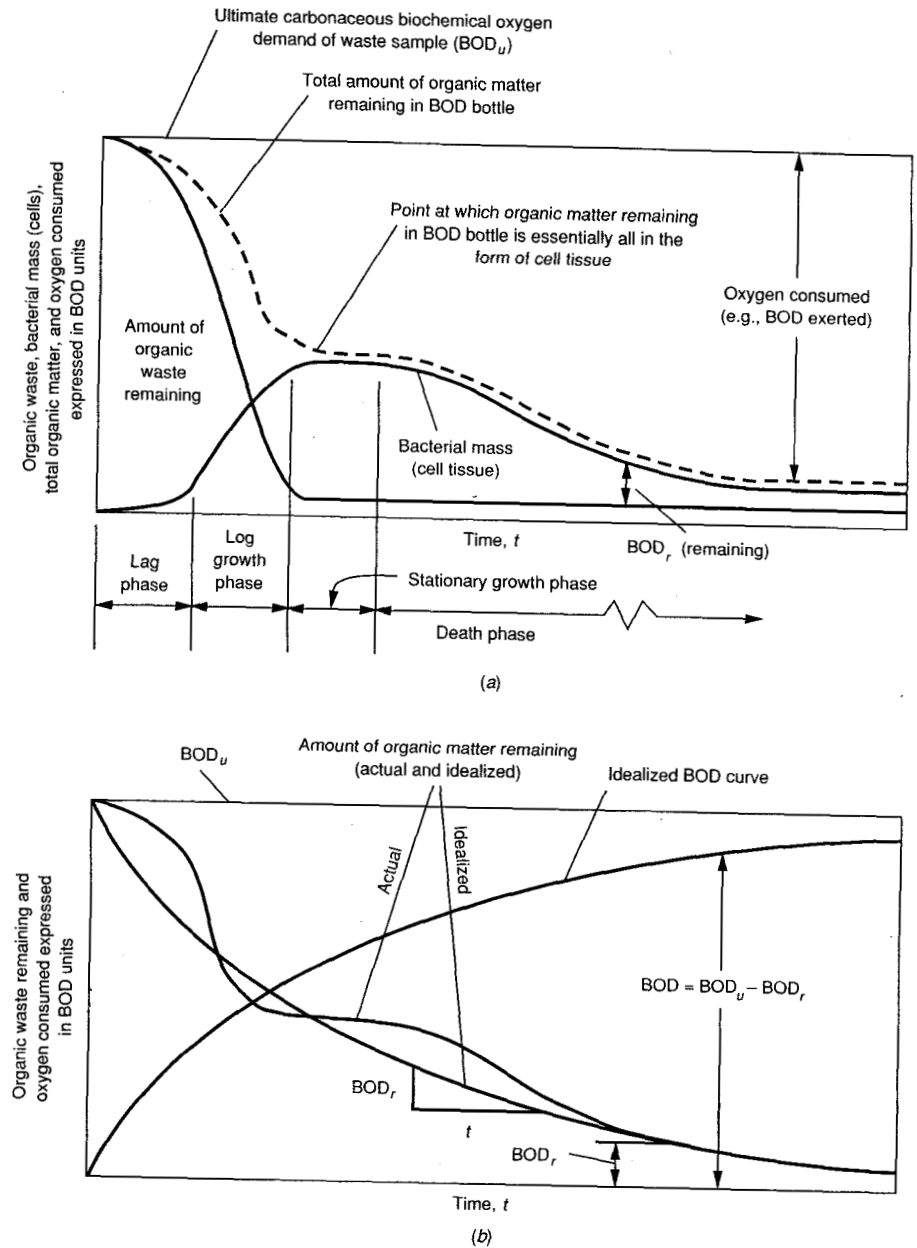 Ultimate carbonaceous biochemical oxygen
demand of waste sample (BODu)
Total amount of organic matter
remaining in BOD bottle
Organic waste, bacterial mass (cells),
total organic matter, and oxygen consumed
expressed in BOD units
Point at which organic matter remaining
in BOD bottle is essentially all in the
form of cell tissue
Oxygen consumed
(e.g., BOD exerted)
Amount of
organic
waste
remaining
Bacterial mass
(cell tissue)
Time, t
BODr (remaining)
Lag
phase
Log
growth
phase
Stationary growth phase
Death phase
(a)
BODu
Amount of organic matter remaining
(actual and idealized)
Idealized BOD curve
Actual
Idealized
Organic waste remaining and
oxygen consumed expressed
in BOD units
BOD = BODu – BODr
BODr
t
BODr
Time, t
(b)